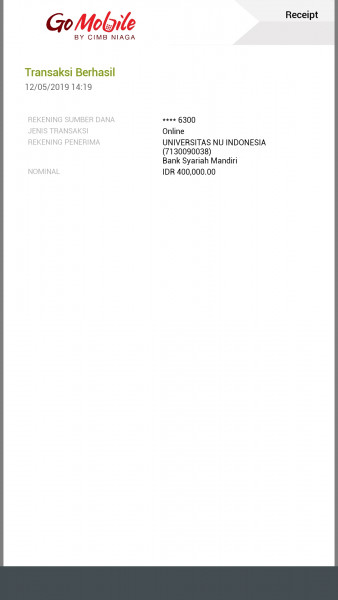 Go Mobile
BY CIMB NIAGA
Receipt
Transaksi Berhasil
12/05/2019 14:19
REKENING SUMBER DANA **** 6300
JENIS TRANSAKSI Online
REKENING PENERIMA UNIVERSITAS NU INDONESIA
(7130090038)
Bank Syariah Mandiri
NOMINAL IDR 400,000.00